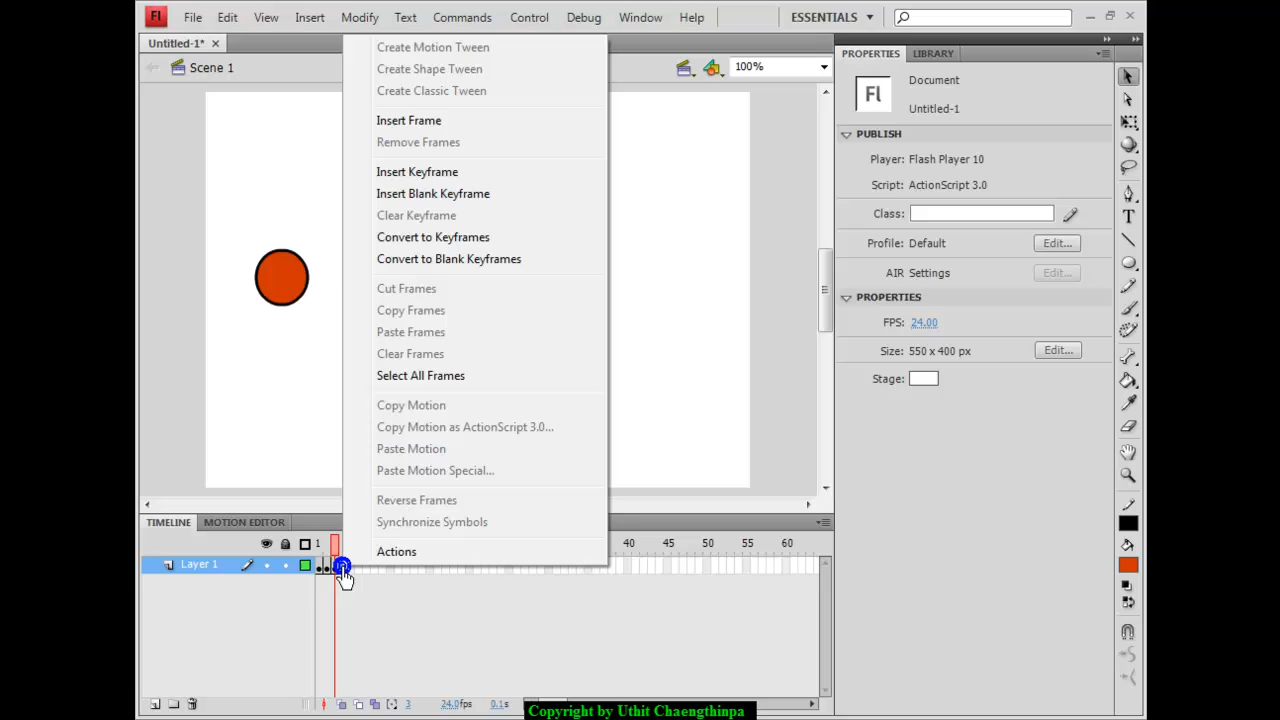 Fl File Edit View Insert Modify Text Commands Control Debug Window Help ESSENTIALS
Untitled-1*
Scene 1
100%
Create Motion Tween
Create Shape Tween
Create Classic Tween
Insert Frame
Remove Frames
Insert Keyframe
Insert Blank Keyframe
Clear Keyframe
Convert to Keyframes
Convert to Blank Keyframes
Cut Frames
Copy Frames
Paste Frames
Clear Frames
Select All Frames
Copy Motion
Copy Motion as ActionScript 3.0...
Paste Motion
Paste Motion Special...
Reverse Frames
Synchronize Symbols
Actions
PROPERTIES LIBRARY
Fl
Document
Untitled-1
PUBLISH
Player: Flash Player 10
Script: ActionScript 3.0
Class:
Profile: Default Edit...
AIR Settings Edit...
PROPERTIES
FPS: 24.00
Size: 550 x 400 px Edit...
Stage:
T
TIMELINE MOTION EDITOR
1 40 45 50 55 60
Layer 1
3 24.0fps 0.1s
Copyright by Uthit Chaengthinpa